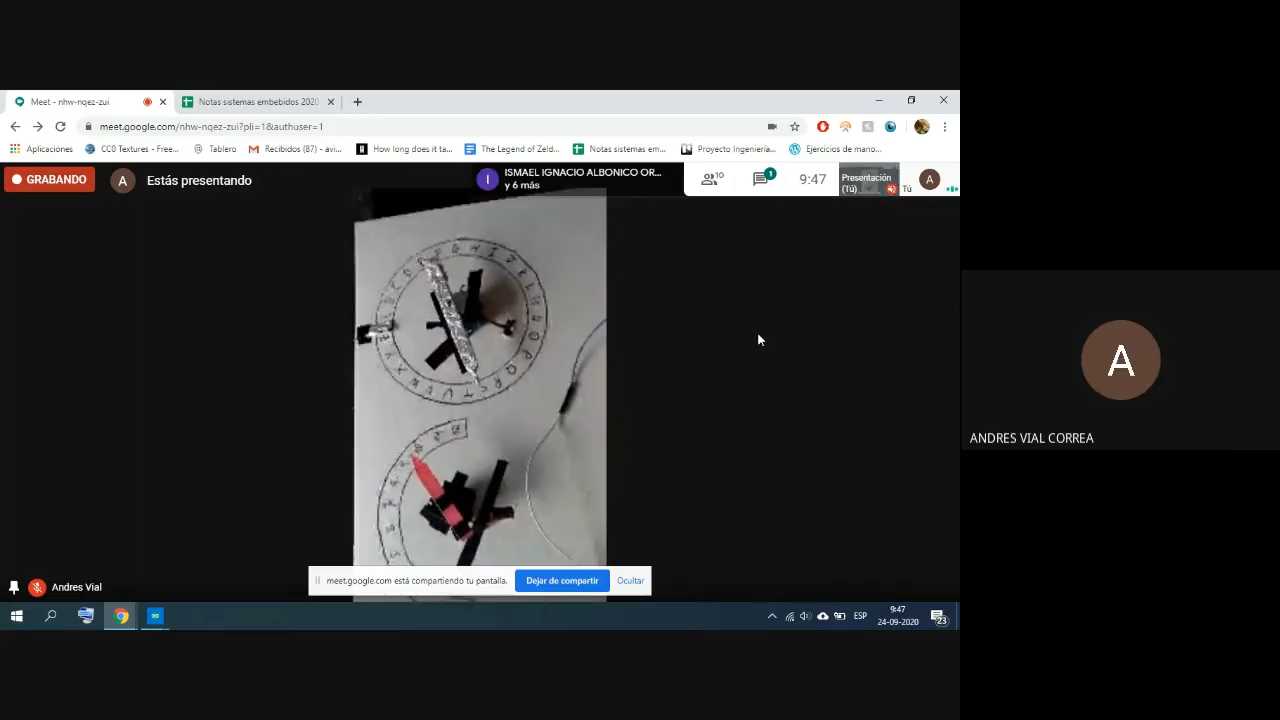 Meet - nhw-nqez-zui
Notas sistemas embebidos 2020
meet.google.com/nhw-nqez-zui?pli=1&authuser=1
Aplicaciones
CC0 Textures - Free...
Tablero
Recibidos (87) - avi...
How long does it ta...
The Legend of Zeld...
Notas sistemas em...
Proyecto Ingeniería...
Ejercicios de mano...
GRABANDO
A
Estás presentando
I
ISMAEL IGNACIO ALBONICO OR...
y 6 más
10
1
9:47
Presentación
(Tú)
Tú
A
A
ANDRES VIAL CORREA
Andres Vial
meet.google.com está compartiendo tu pantalla.
Dejar de compartir
Ocultar
ESP
9:47
24-09-2020
23